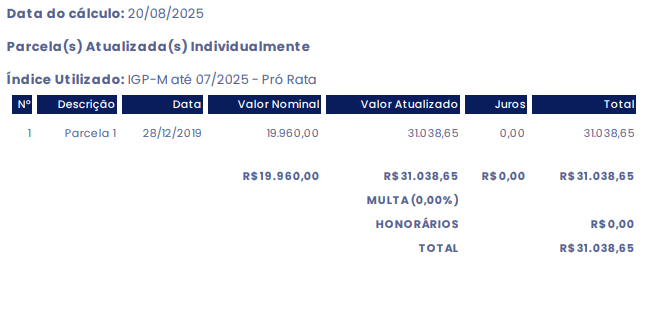 Data do cálculo: 20/08/2025
Parcela(s) Atualizada(s) Individualmente
Índice Utilizado: IGP-M até 07/2025 - Pró Rata
Nº Descrição Data Valor Nominal Valor Atualizado Juros Total
1 Parcela 1 28/12/2019 19.960,00 31.038,65 0,00 31.038,65
R$19.960,00 R$31.038,65 R$0,00 R$31.038,65
MULTA (0,00%)
HONORÁRIOS R$0,00
TOTAL R$31.038,65